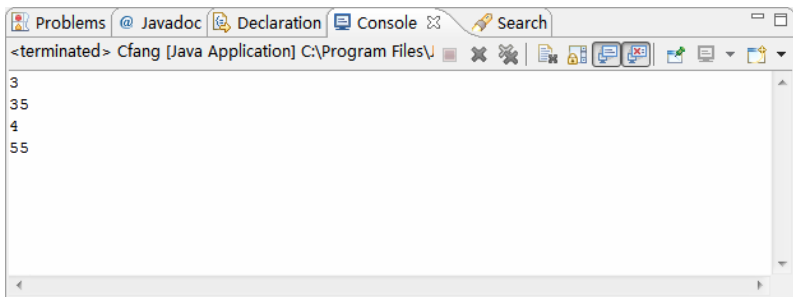 Problems @ Javadoc Declaration Console Search
<terminated> Cfang [Java Application] C:\Program Files\J
3
35
4
55